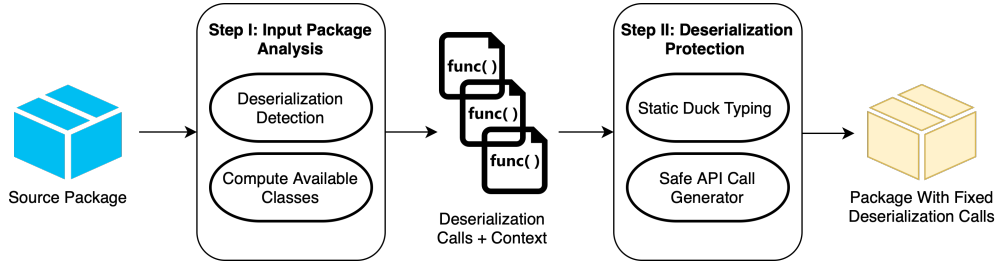 Source Package
Step I: Input Package
Analysis
Deserialization
Detection
Compute Available
Classes
func( )
func( )
func( )
Deserialization
Calls + Context
Step II: Deserialization
Protection
Static Duck Typing
Safe API Call
Generator
Package With Fixed
Deserialization Calls